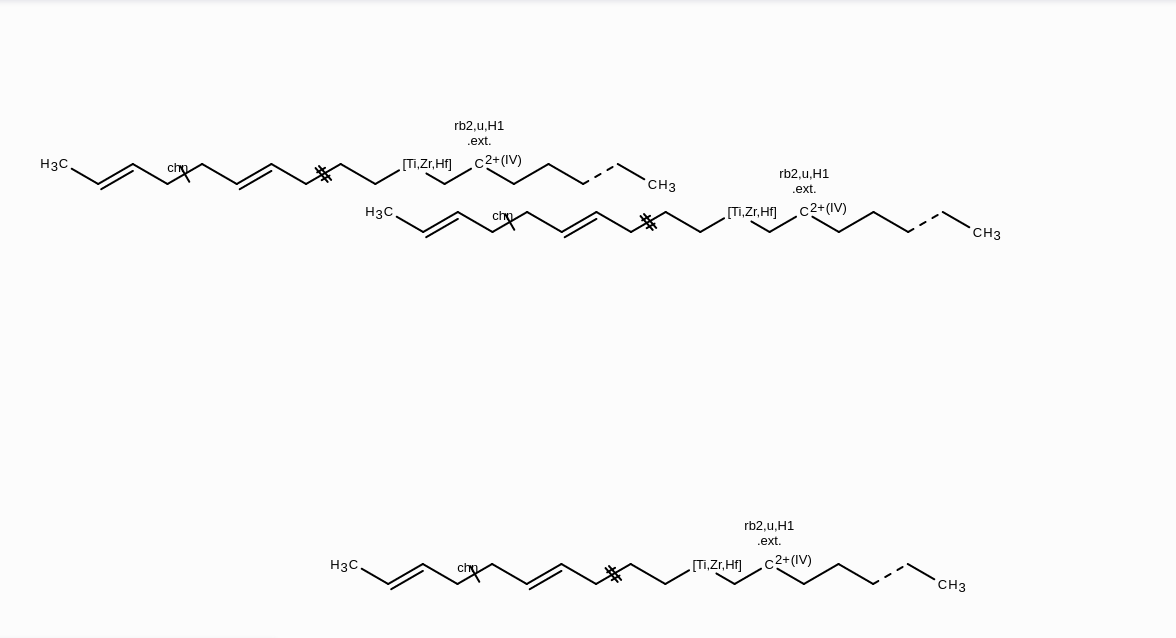 rb2,u,H1
.ext.
H3C chn [Ti,Zr,Hf] C2+(IV) CH3
rb2,u,H1
.ext.
H3C chn [Ti,Zr,Hf] C2+(IV) CH3
rb2,u,H1
.ext.
H3C chn [Ti,Zr,Hf] C2+(IV) CH3